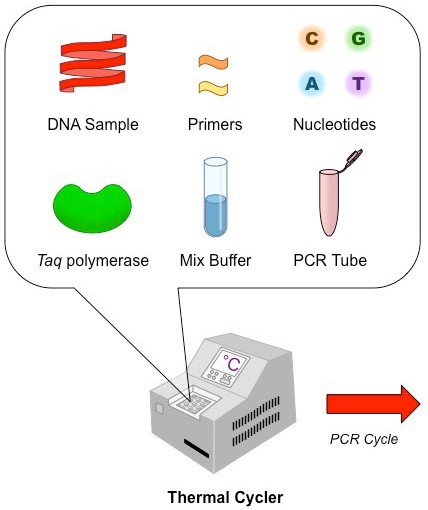 C G
A T
DNA Sample Primers Nucleotides
Taq polymerase Mix Buffer PCR Tube
°C
PCR Cycle
Thermal Cycler